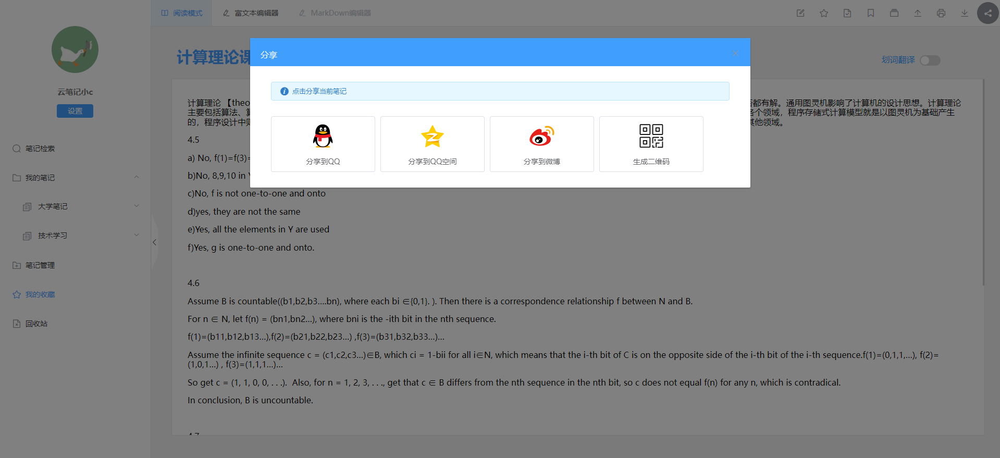 阅读模式
富文本编辑器
MarkDown编辑器
云笔记小c
设置
笔记检索
我的笔记
大学笔记
技术学习
笔记管理
我的收藏
回收站
计算理论课
划词翻译
分享
点击分享当前笔记
分享到QQ
分享到QQ空间
分享到微博
生成二维码
计算理论 【theo 都有解。通用图灵机影响了计算机的设计思想。计算理论
主要包括算法、 各个领域，程序存储式计算模型就是以图灵机为基础产生
的，程序设计中 其他领域。
4.5
a) No, f(1)=f(3)=
b)No, 8,9,10 in
c)No, f is not one-to-one and onto
d)yes, they are not the same
e)Yes, all the elements in Y are used
f)Yes, g is one-to-one and onto.
4.6
Assume B is countable((b1,b2,b3....bn), where each bi ∈{0,1}. ). Then there is a correspondence relationship f between N and B.
For n ∈ N, let f(n) = (bn1,bn2...), where bni is the -ith bit in the nth sequence.
f(1)=(b11,b12,b13...),f(2)=(b21,b22,b23...) ,f(3)=(b31,b32,b33...)...
Assume the infinite sequence c = (c1,c2,c3...)∈B, which ci = 1-bii for all i∈N, which means that the i-th bit of C is on the opposite side of the i-th bit of the i-th sequence.f(1)=(0,1,1,...), f(2)=
(1,0,1...) , f(3)=(1,1,1...)...
So get c = (1, 1, 0, 0, . . .).  Also, for n = 1, 2, 3, . . ., get that c ∈ B differs from the nth sequence in the nth bit, so c does not equal f(n) for any n, which is contradical.
In conclusion, B is uncountable.
4.7